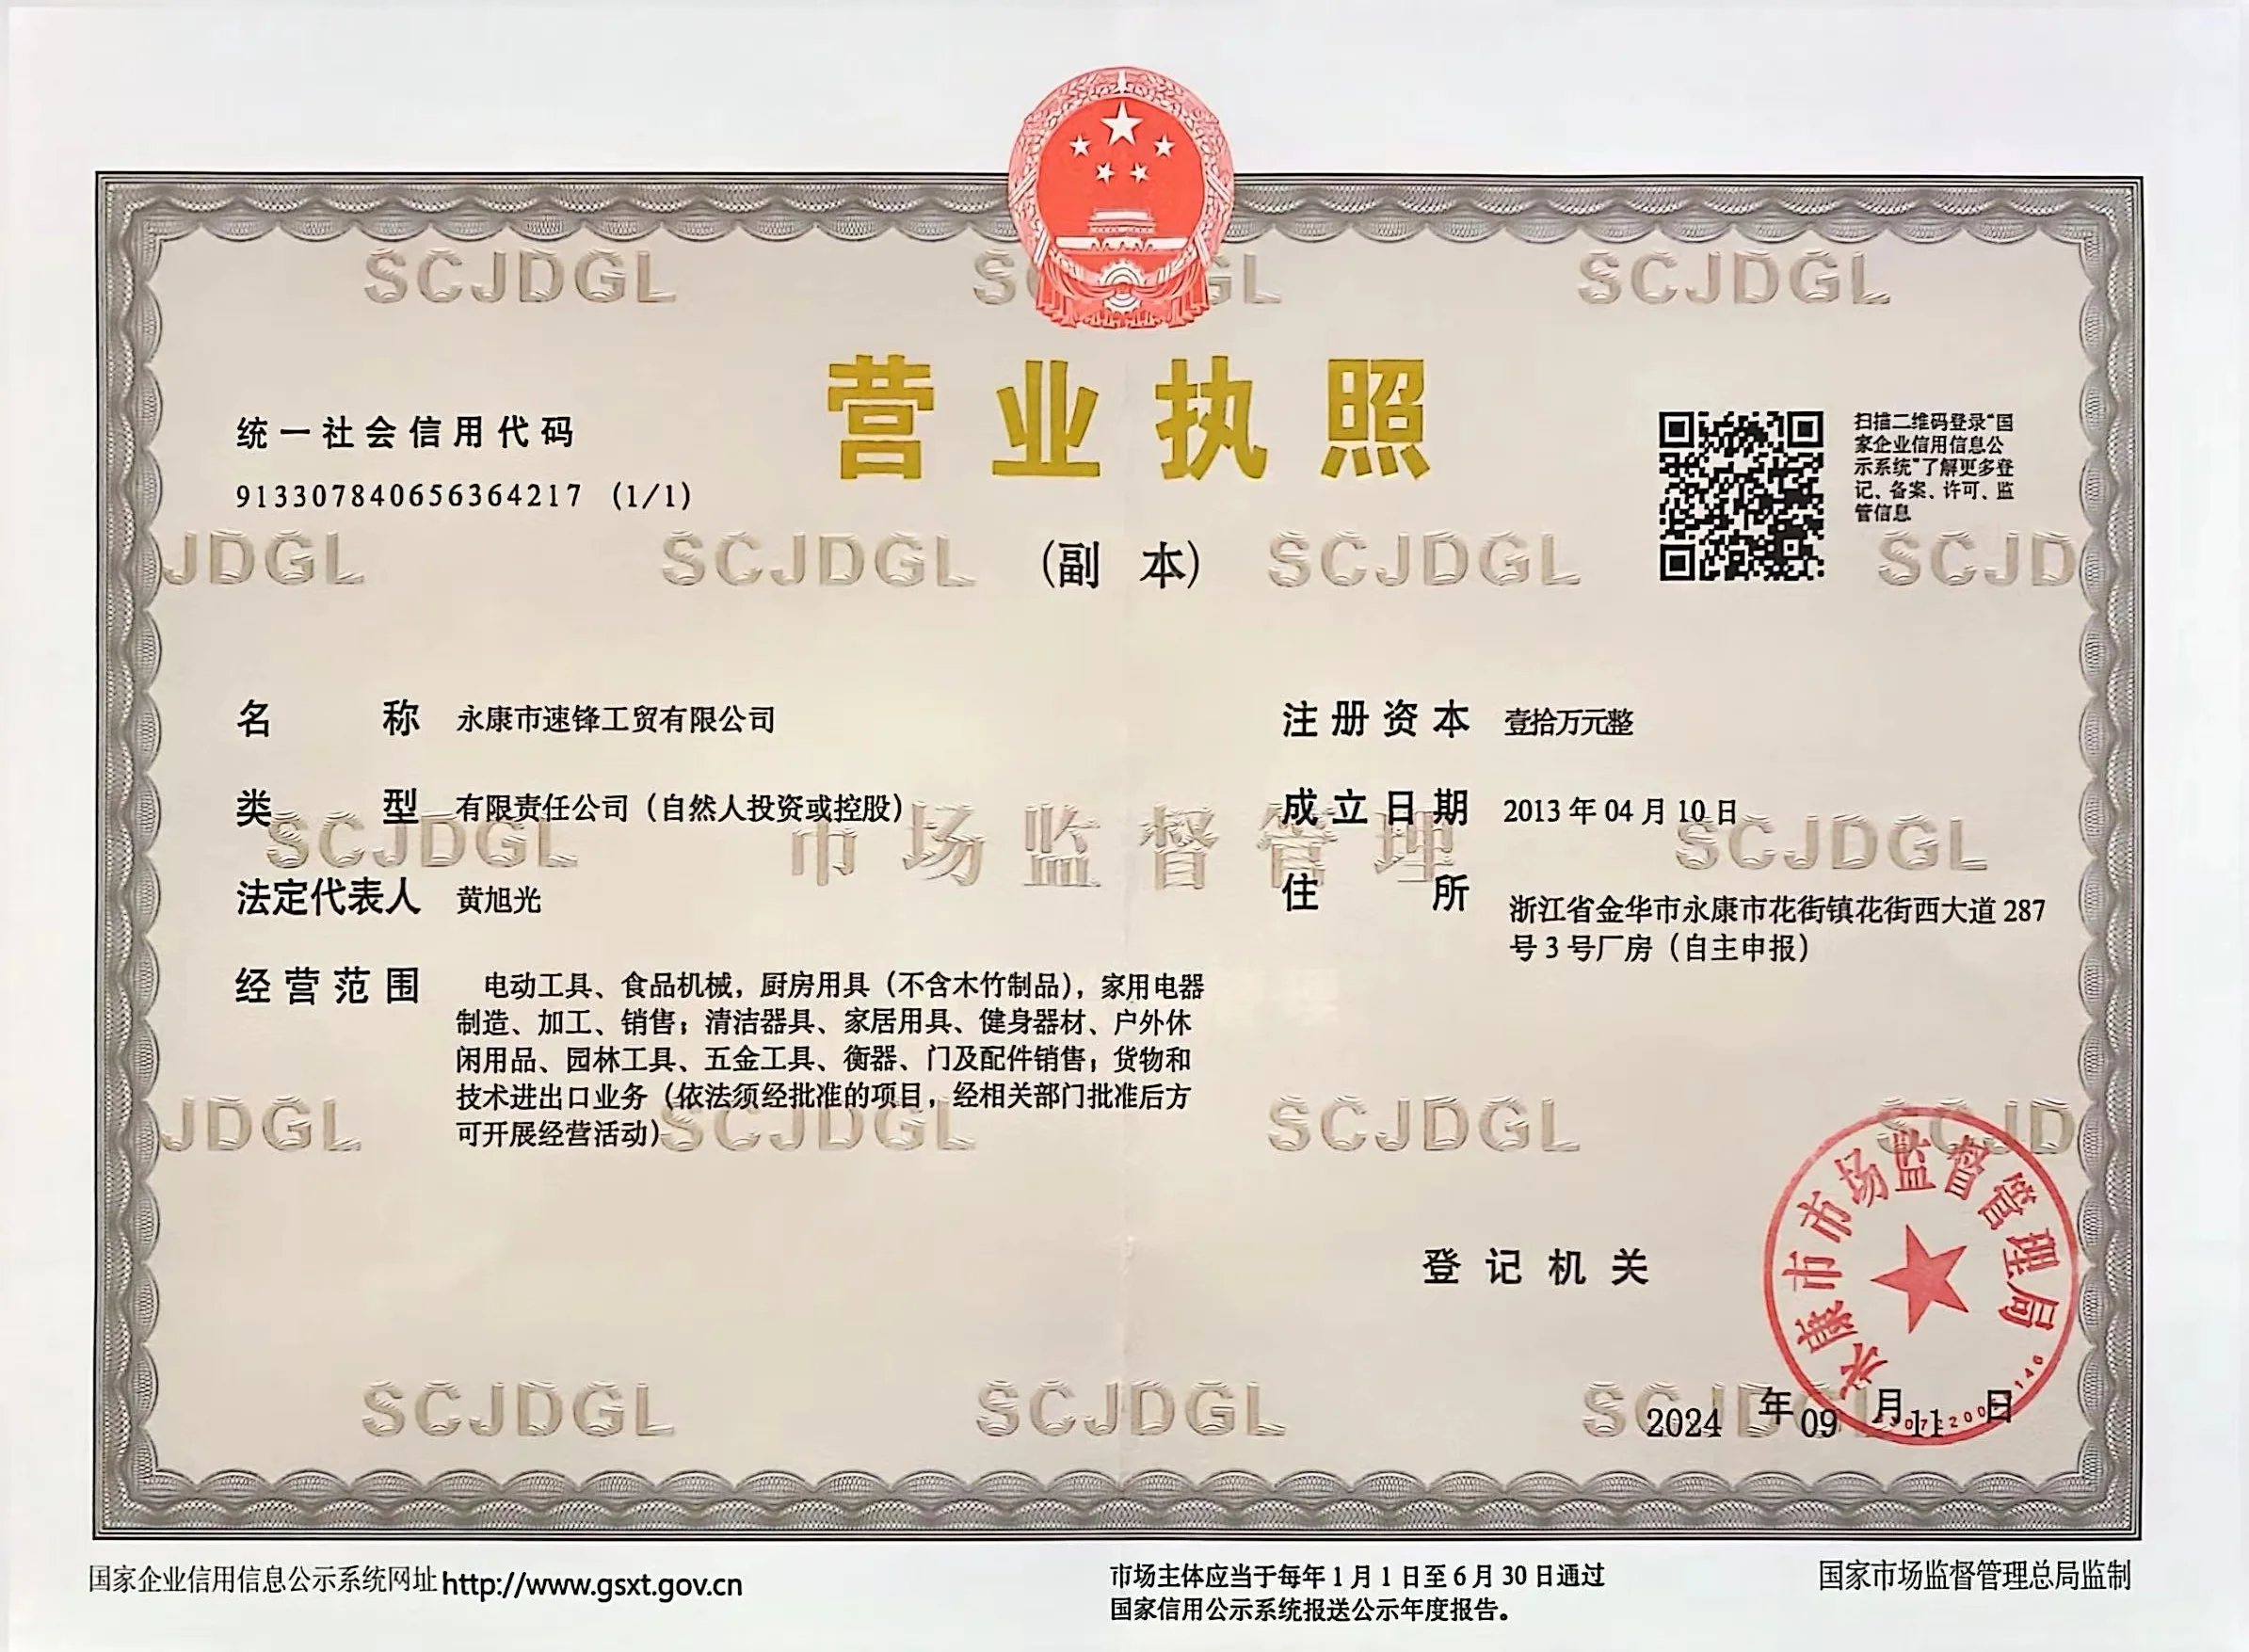 营业执照
统一社会信用代码
913307840656364217 (1/1)
(副 本)
扫描二维码登录“国
家企业信用信息公
示系统”了解更多登
记、备案、许可、监
管信息
名 称 永康市速锋工贸有限公司
类 型 有限责任公司（自然人投资或控股）
法定代表人 黄旭光
经营范围 电动工具、食品机械，厨房用具（不含木竹制品），家用电器
制造、加工、销售；清洁器具、家居用具、健身器材、户外休
闲用品、园林工具、五金工具、衡器、门及配件销售；货物和
技术进出口业务（依法须经批准的项目，经相关部门批准后方
可开展经营活动）
注册资本 壹拾万元整
成立日期 2013 年 04 月 10 日
住 所 浙江省金华市永康市花街镇花街西大道 287
号 3 号厂房（自主申报）
登记机关
永康市市场监督管理局
2024 年 09 月 11 日
SCJDGL
市场监督管理
国家企业信用信息公示系统网址 http://www.gsxt.gov.cn
市场主体应当于每年 1 月 1 日至 6 月 30 日通过
国家信用公示系统报送公示年度报告。
国家市场监督管理总局监制